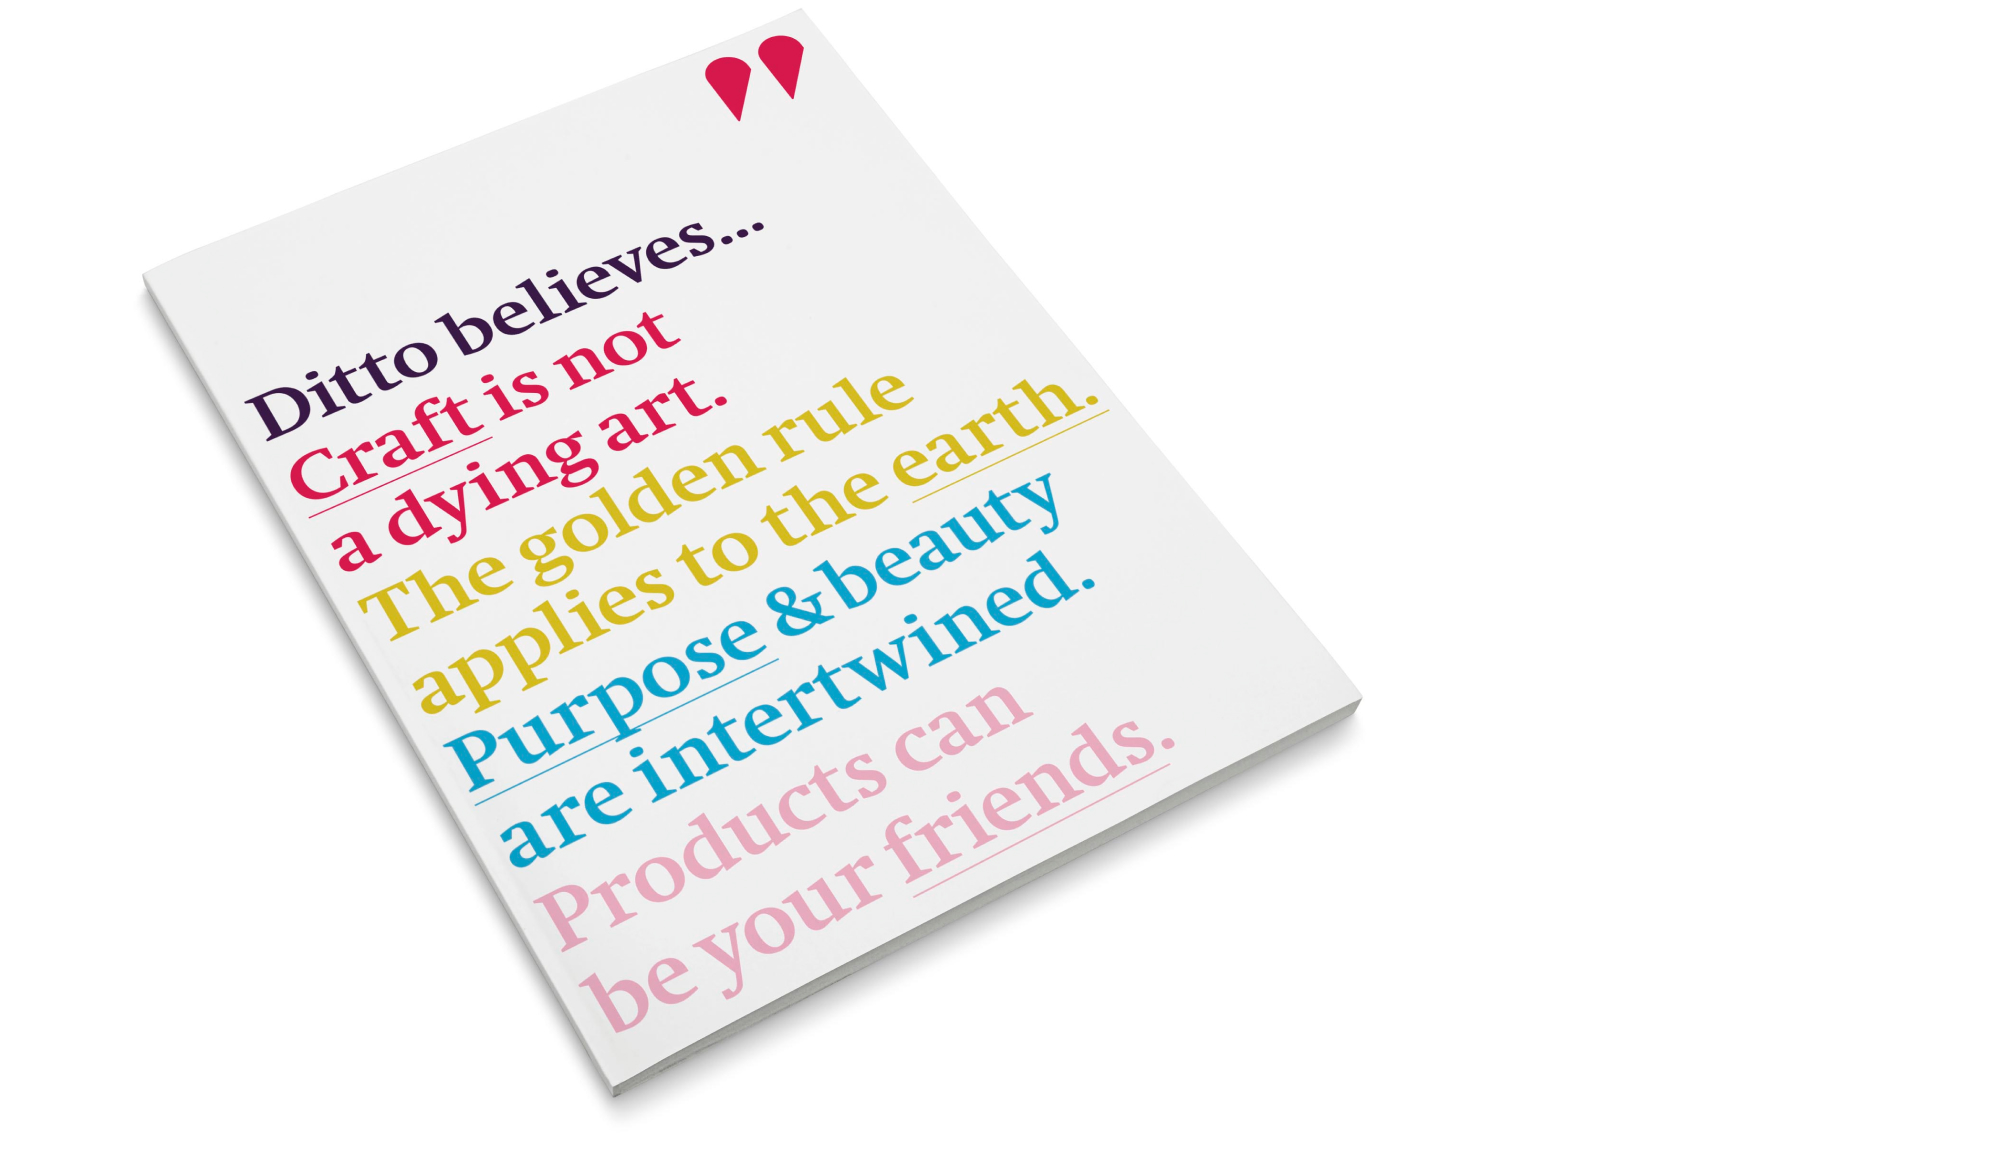 ”
Ditto believes...
Craft is not
a dying art.
The golden rule
applies to the earth.
Purpose & beauty
are intertwined.
Products can
be your friends.